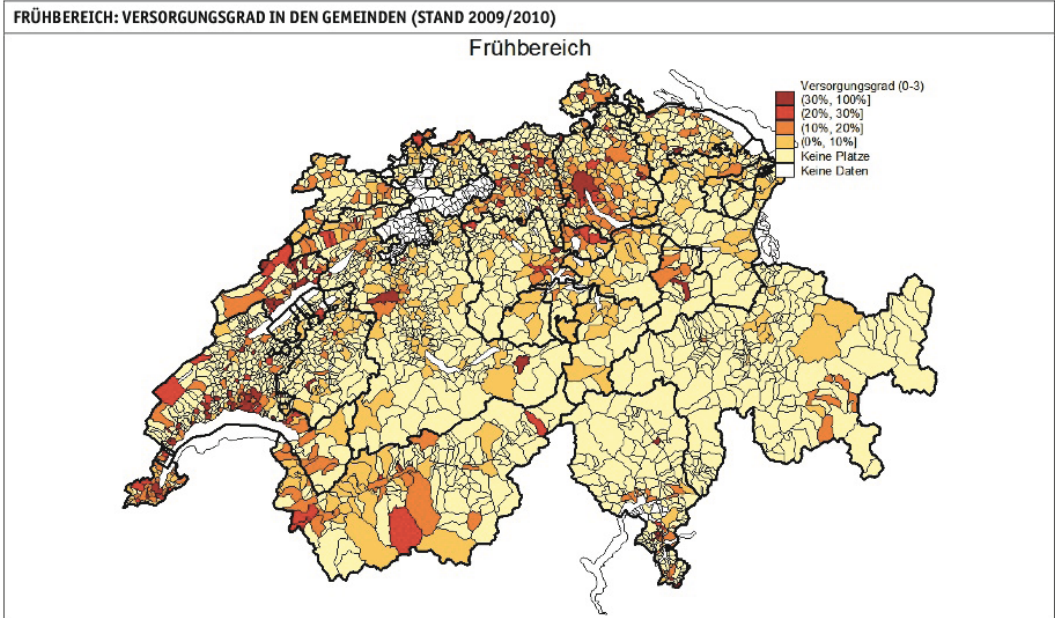 FRÜHBEREICH: VERSORGUNGSGRAD IN DEN GEMEINDEN (STAND 2009/2010)
Frühbereich
Versorgungsgrad (0-3)
(30%, 100%]
(20%, 30%]
(10%, 20%]
(0%, 10%]
Keine Plätze
Keine Daten